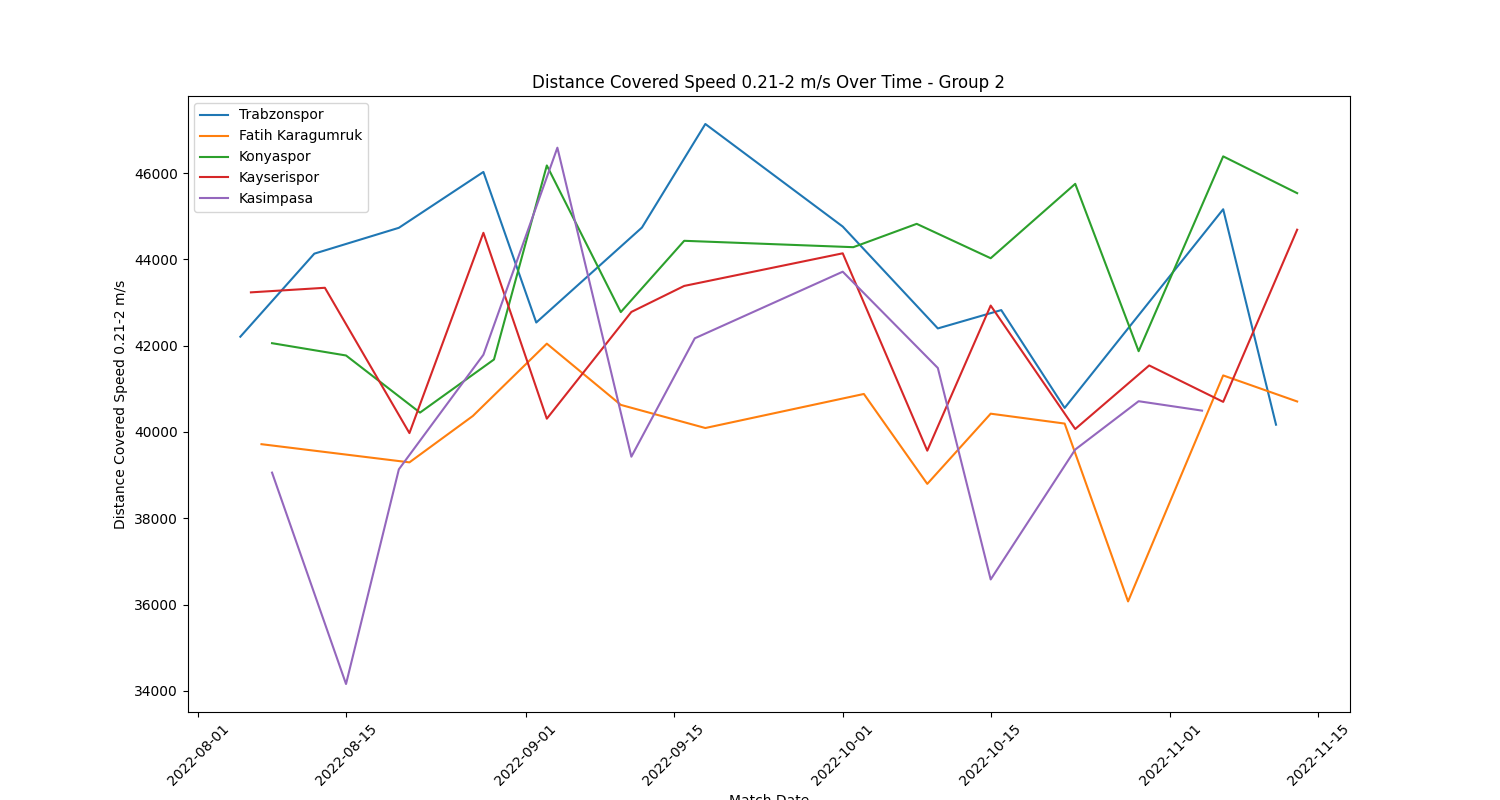 Distance Covered Speed 0.21-2 m/s Over Time - Group 2
Trabzonspor
Fatih Karagumruk
Konyaspor
Kayserispor
Kasimpasa
Distance Covered Speed 0.21-2 m/s
46000
44000
42000
40000
38000
36000
34000
2022-08-01
2022-08-15
2022-09-01
2022-09-15
2022-10-01
2022-10-15
2022-11-01
2022-11-15
Match Date